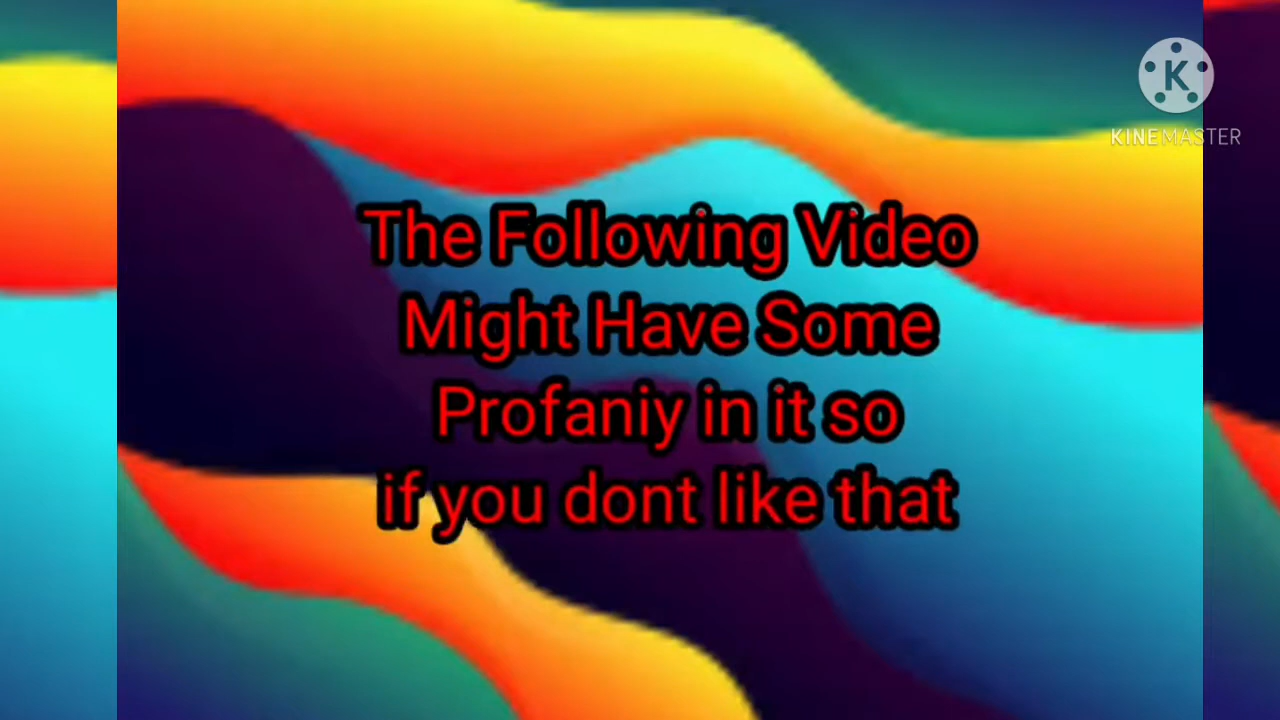 K
KINEMASTER
The Following Video
Might Have Some
Profaniy in it so
if you dont like that